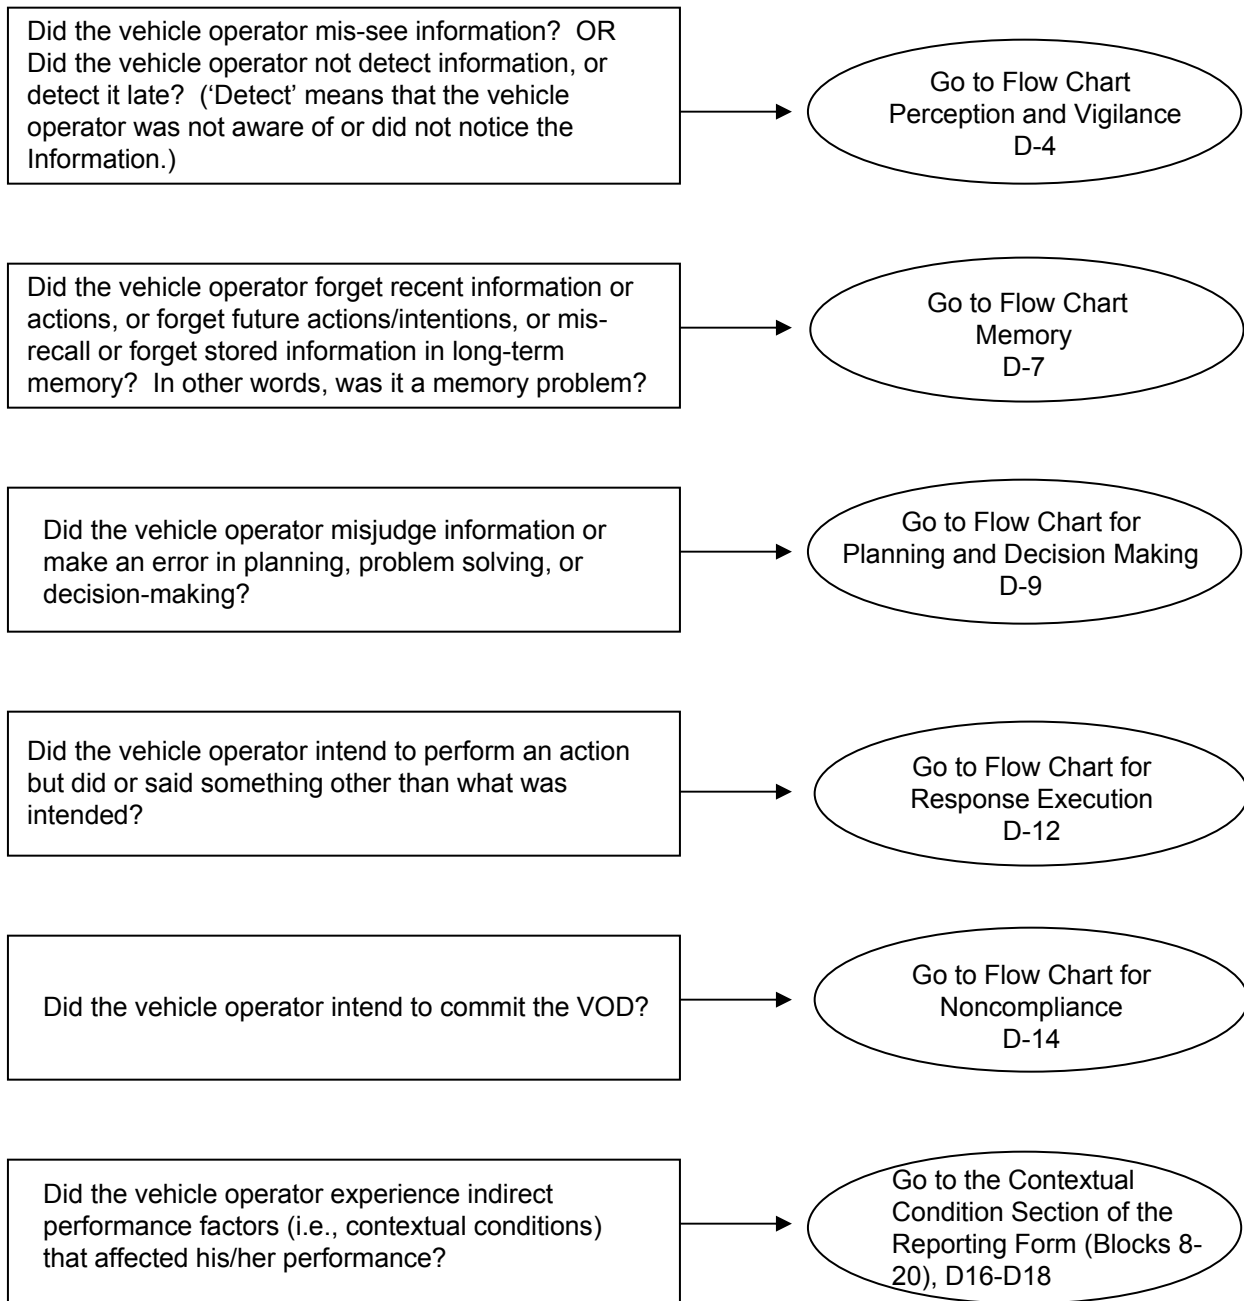 Did the vehicle operator mis-see information?  OR
Did the vehicle operator not detect information, or
detect it late?  (‘Detect’ means that the vehicle
operator was not aware of or did not notice the
Information.)
Go to Flow Chart
Perception and Vigilance
D-4
Did the vehicle operator forget recent information or
actions, or forget future actions/intentions, or mis-
recall or forget stored information in long-term
memory?  In other words, was it a memory problem?
Go to Flow Chart
Memory
D-7
Did the vehicle operator misjudge information or
make an error in planning, problem solving, or
decision-making?
Go to Flow Chart for
Planning and Decision Making
D-9
Did the vehicle operator intend to perform an action
but did or said something other than what was
intended?
Go to Flow Chart for
Response Execution
D-12
Did the vehicle operator intend to commit the VOD?
Go to Flow Chart for
Noncompliance
D-14
Did the vehicle operator experience indirect
performance factors (i.e., contextual conditions)
that affected his/her performance?
Go to the Contextual
Condition Section of the
Reporting Form (Blocks 8-
20), D16-D18